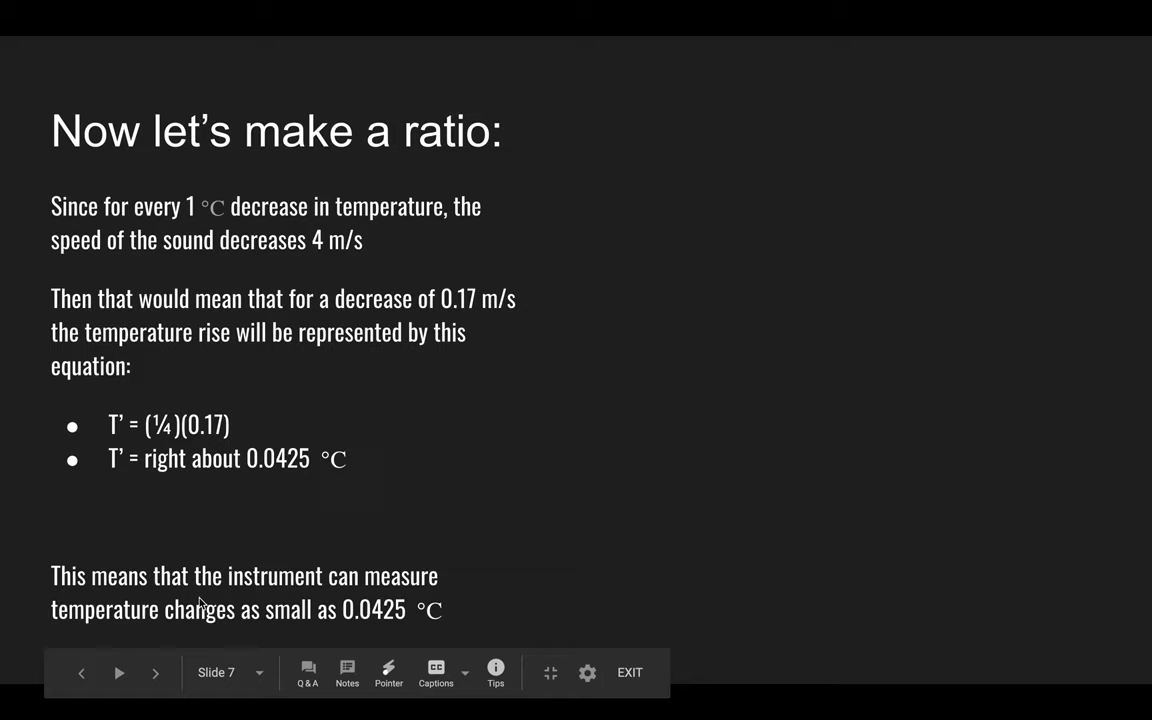 Now let’s make a ratio:
Since for every 1 °C decrease in temperature, the
speed of the sound decreases 4 m/s
Then that would mean that for a decrease of 0.17 m/s
the temperature rise will be represented by this
equation:
● T’ = (¼)(0.17)
● T’ = right about 0.0425 °C
This means that the instrument can measure
temperature changes as small as 0.0425 °C
Slide 7
Q & A Notes Pointer Captions Tips EXIT